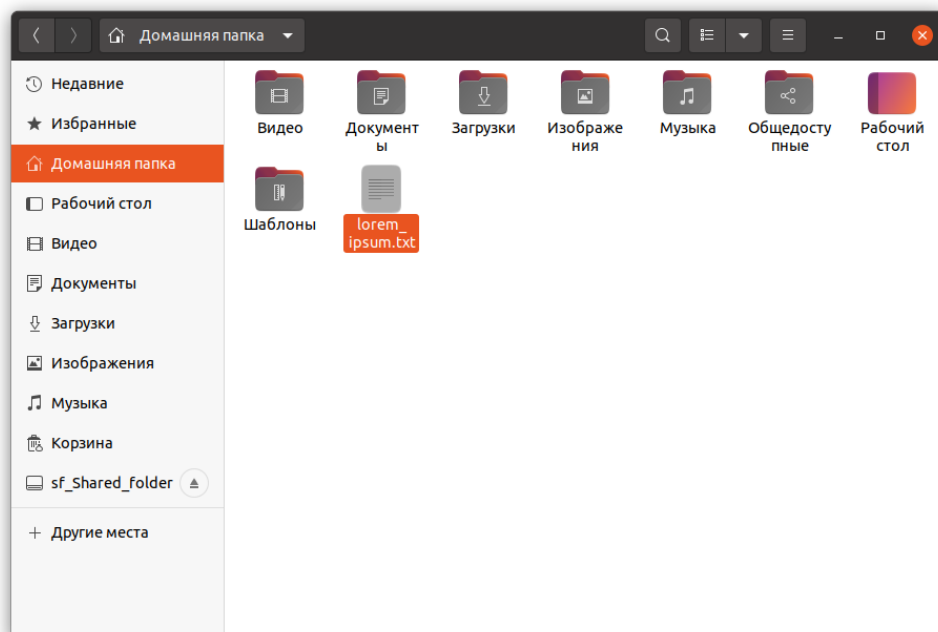 Домашняя папка
Недавние
Избранные
Домашняя папка
Рабочий стол
Видео
Документы
Загрузки
Изображения
Музыка
Корзина
sf_Shared_folder
Другие места
Видео
Документ
ы
Загрузки
Изображе
ния
Музыка
Общедосту
пные
Рабочий
стол
Шаблоны
lorem_
ipsum.txt